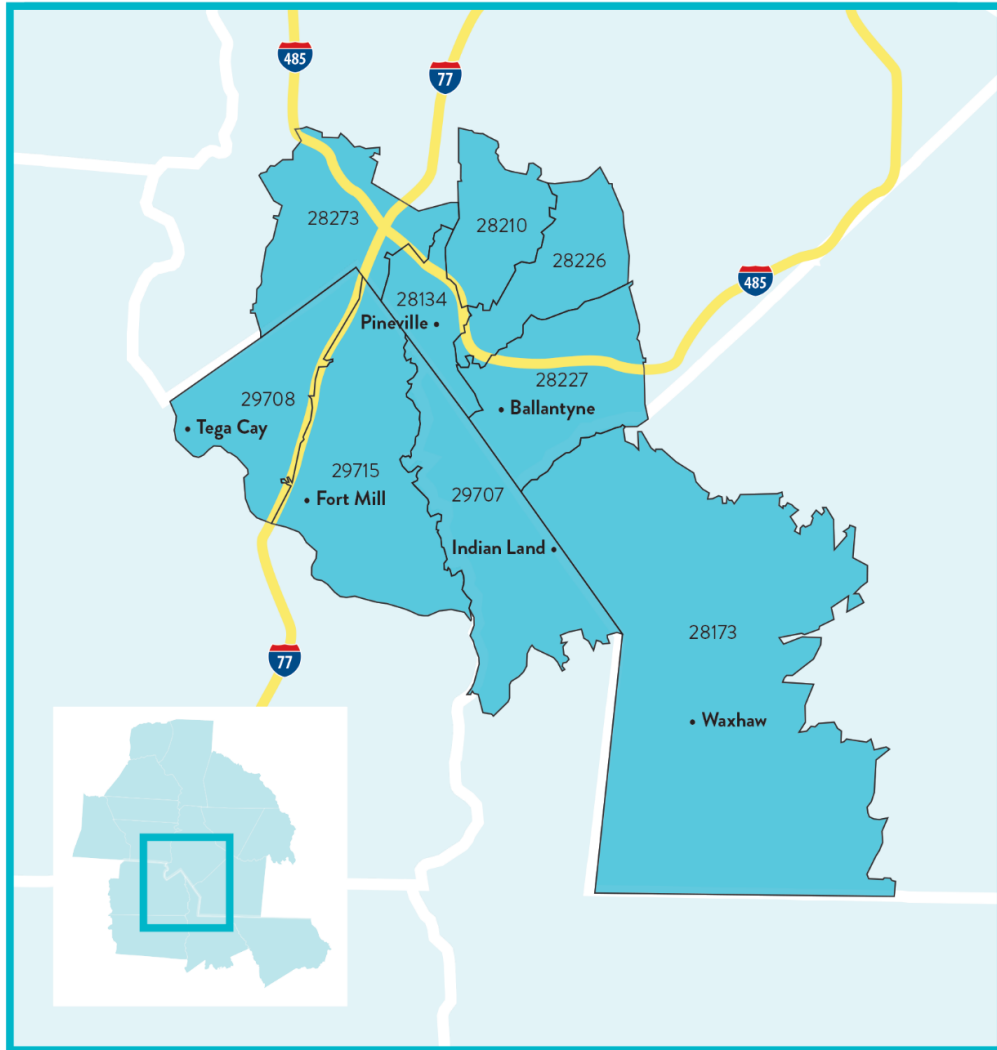 485
77
28273
28210
28226
485
28134
Pineville
28227
29708
Ballantyne
Tega Cay
29715
29707
Fort Mill
Indian Land
28173
77
Waxhaw